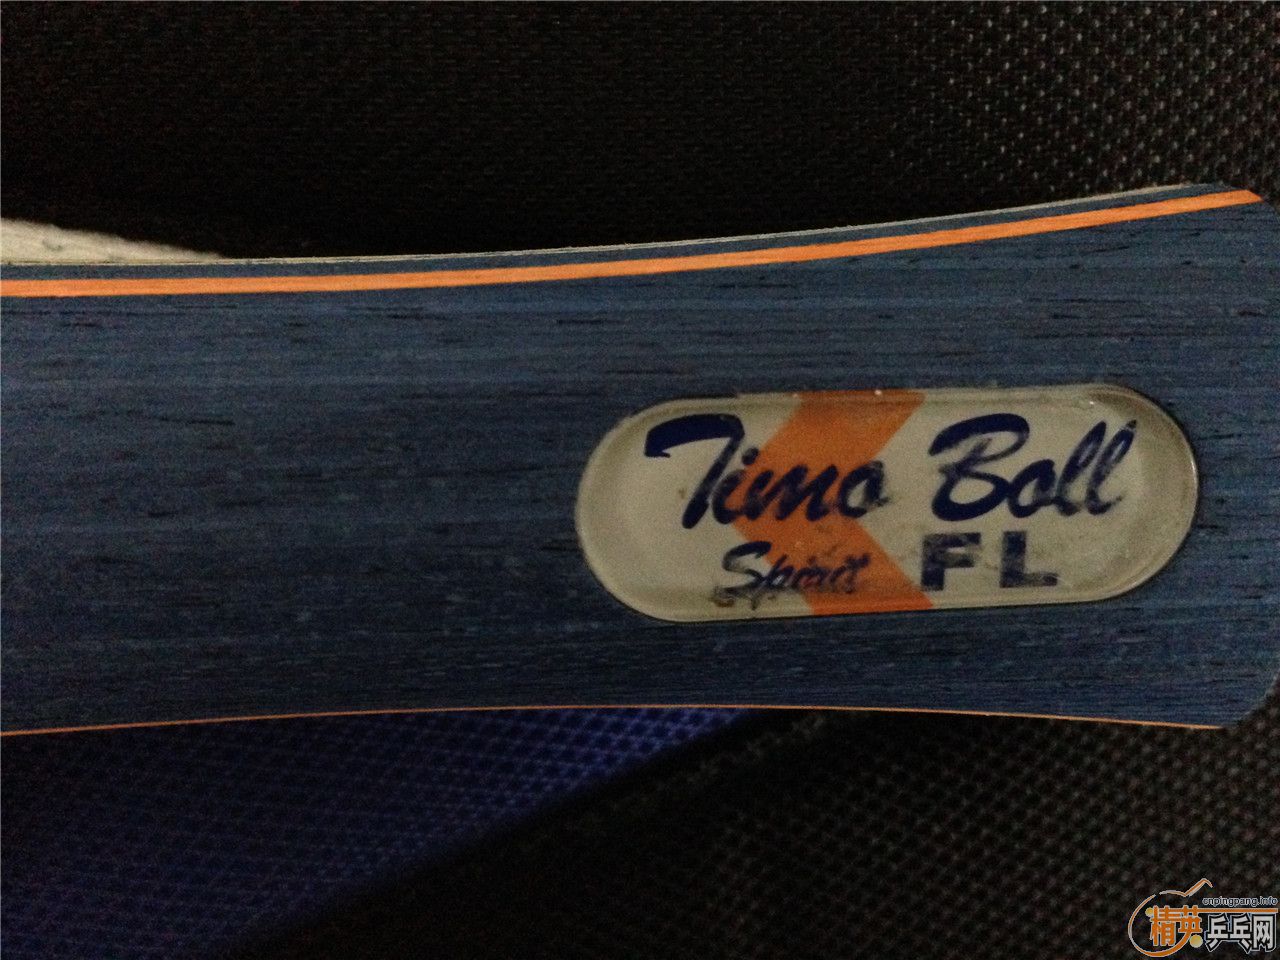 Timo Boll
Spirit FL
cnpingpang.info
精英乒乓网